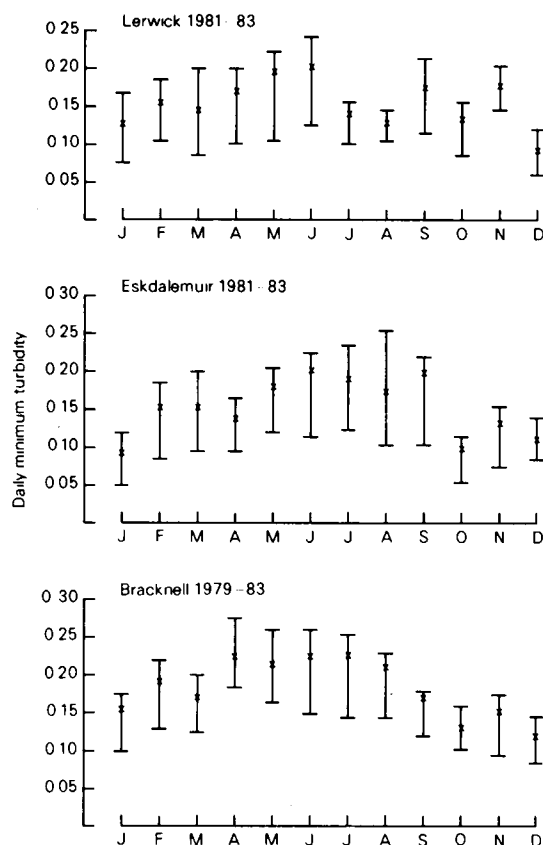 Lerwick 1981-83
0.25
0.20
0.15
0.10
0.05
J F M A M J J A S O N D
Eskdalemuir 1981-83
0.30
0.25
0.20
0.15
0.10
0.05
J F M A M J J A S O N D
Daily minimum turbidity
Bracknell 1979-83
0.30
0.25
0.20
0.15
0.10
0.05
J F M A M J J A S O N D